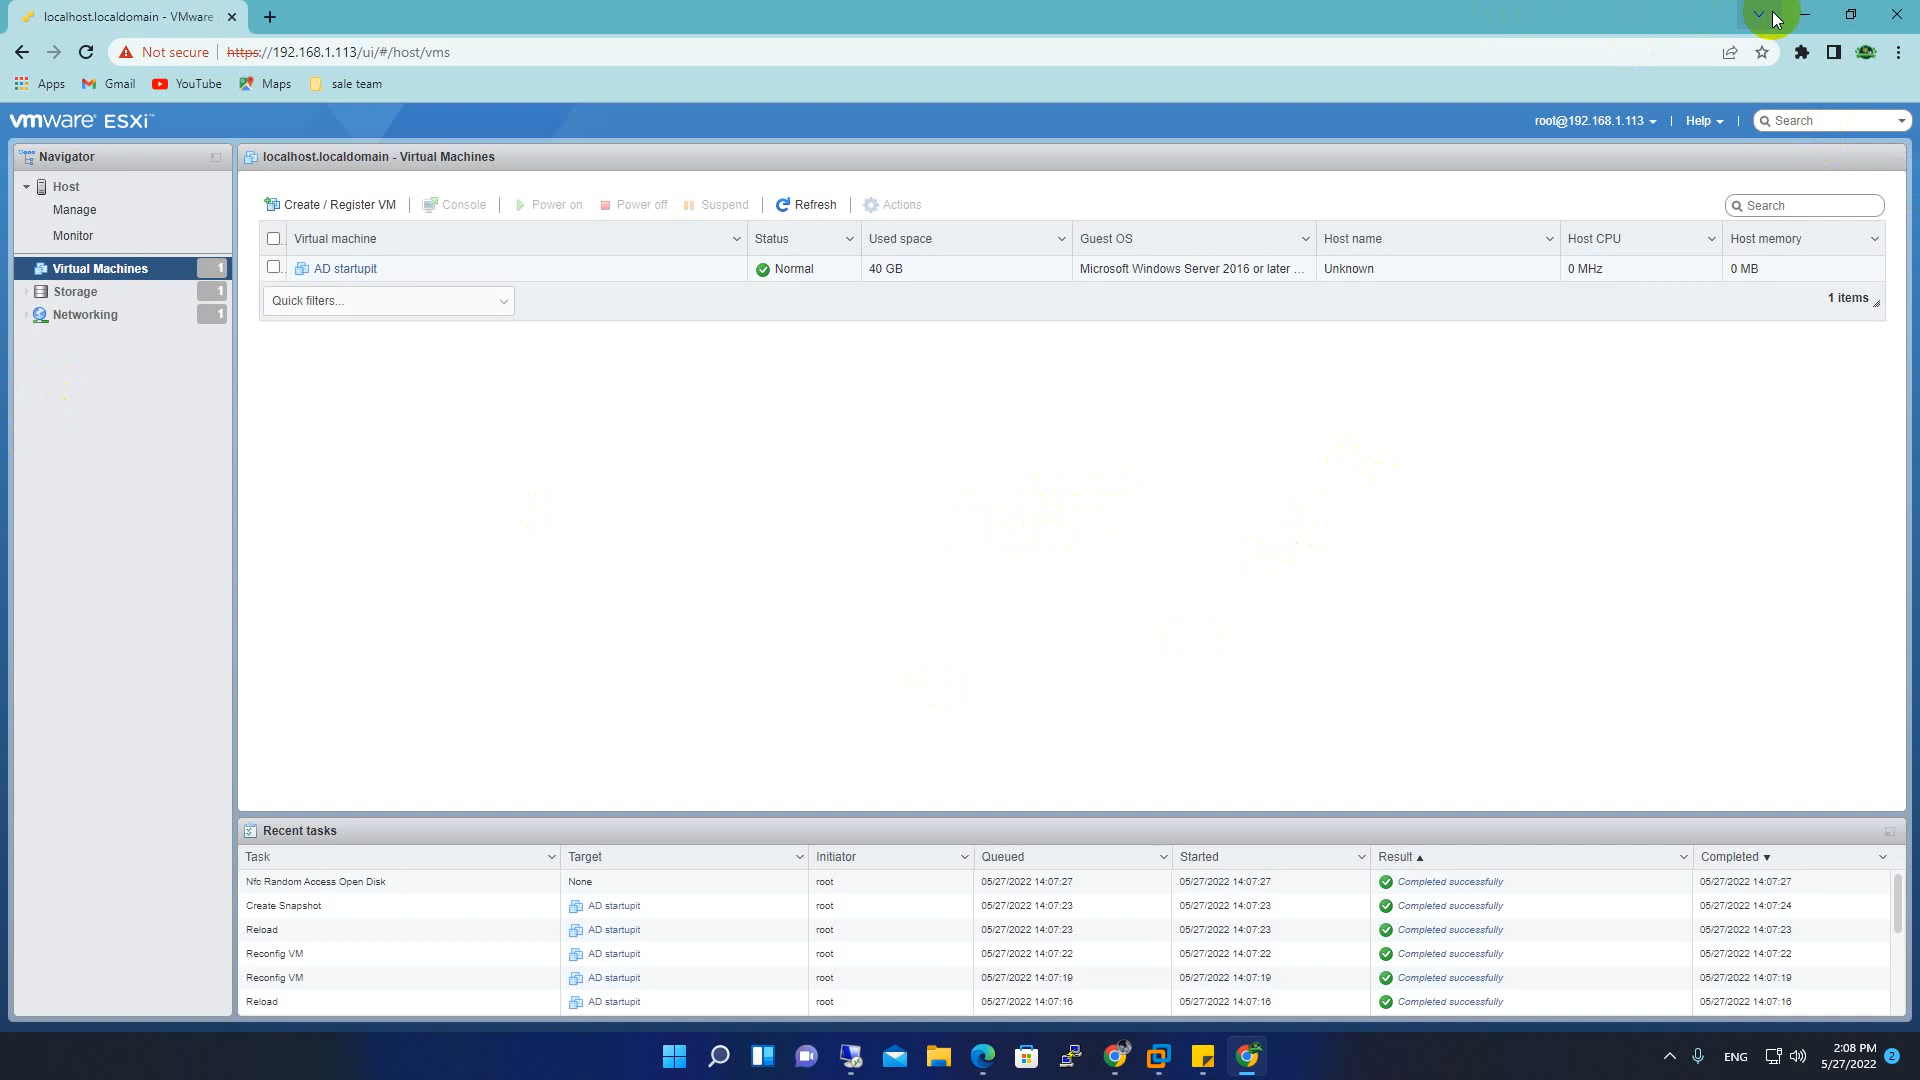 localhost.localdomain - VMware
Not secure https://192.168.1.113/ui/#/host/vms
Apps Gmail YouTube Maps sale team
vmware ESXi™ root@192.168.1.113 | Help | Search
Navigator
Host
Manage
Monitor
Virtual Machines 1
Storage 1
Networking 1
localhost.localdomain - Virtual Machines
Create / Register VM | Console | Power on Power off Suspend | Refresh | Actions Search
Virtual machine Status Used space Guest OS Host name Host CPU Host memory
AD startupit Normal 40 GB Microsoft Windows Server 2016 or later ... Unknown 0 MHz 0 MB
Quick filters... 1 items
Recent tasks
Task Target Initiator Queued Started Result ▲ Completed ▼
Nfc Random Access Open Disk None root 05/27/2022 14:07:27 05/27/2022 14:07:27 Completed successfully 05/27/2022 14:07:27
Create Snapshot AD startupit root 05/27/2022 14:07:23 05/27/2022 14:07:23 Completed successfully 05/27/2022 14:07:24
Reload AD startupit root 05/27/2022 14:07:23 05/27/2022 14:07:23 Completed successfully 05/27/2022 14:07:23
Reconfig VM AD startupit root 05/27/2022 14:07:22 05/27/2022 14:07:22 Completed successfully 05/27/2022 14:07:22
Reconfig VM AD startupit root 05/27/2022 14:07:19 05/27/2022 14:07:19 Completed successfully 05/27/2022 14:07:19
Reload AD startupit root 05/27/2022 14:07:16 05/27/2022 14:07:16 Completed successfully 05/27/2022 14:07:16
ENG 2:08 PM 2
5/27/2022